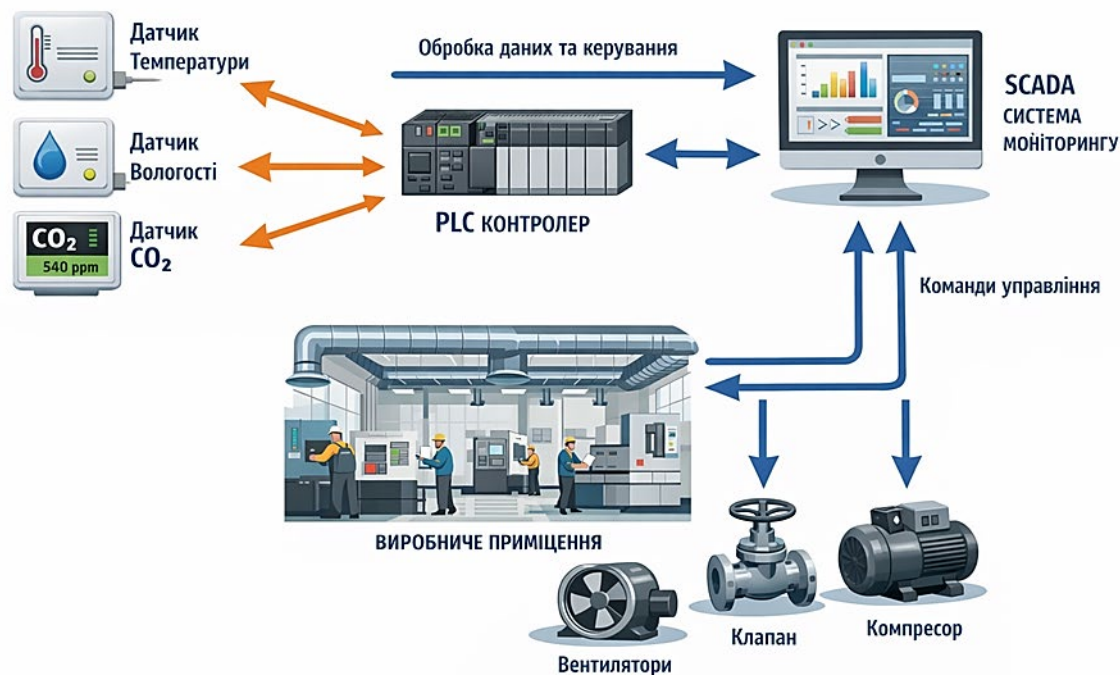 Датчик
Температури
Обробка даних та керування
SCADA
СИСТЕМА
МОНІТОРИНГУ
Датчик
Вологості
PLC КОНТРОЛЕР
CO₂
540 ppm
Датчик
CO₂
Команди управління
ВИРОБНИЧЕ ПРИМІЩЕННЯ
Вентилятори
Клапан
Компресор